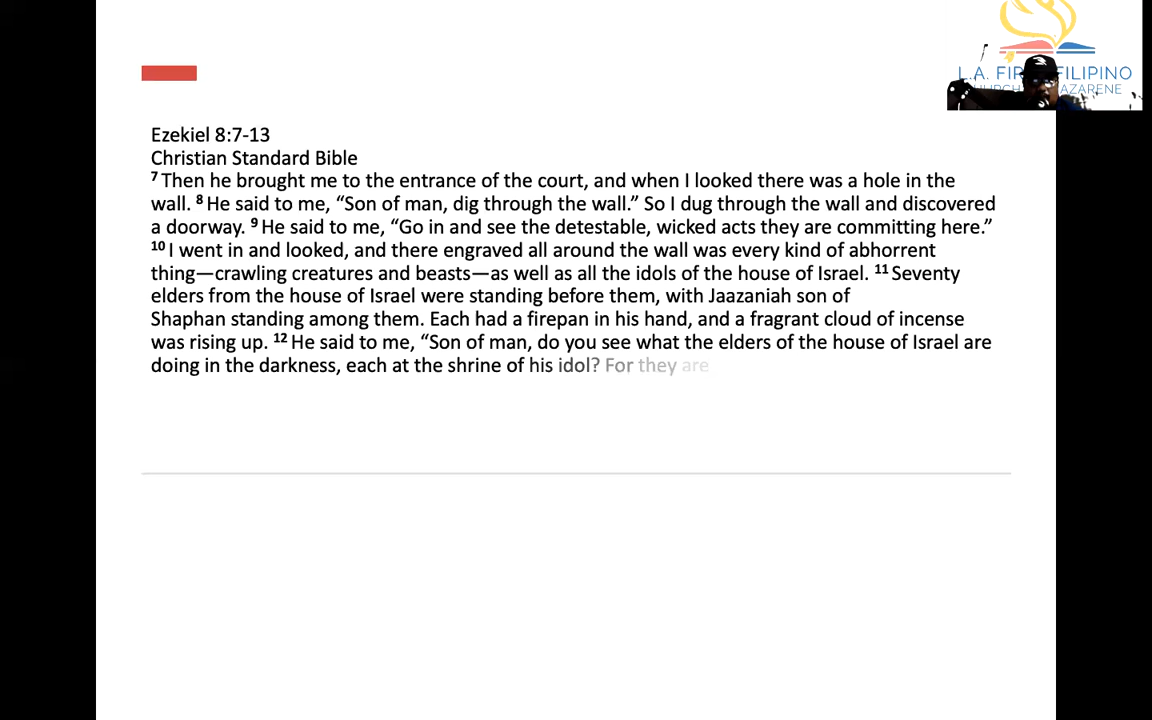 L.A. FIR FILIPINO
HURCH AZARENE
Ezekiel 8:7-13
Christian Standard Bible
⁷ Then he brought me to the entrance of the court, and when I looked there was a hole in the
wall. ⁸ He said to me, “Son of man, dig through the wall.” So I dug through the wall and discovered
a doorway. ⁹ He said to me, “Go in and see the detestable, wicked acts they are committing here.”
¹⁰ I went in and looked, and there engraved all around the wall was every kind of abhorrent
thing—crawling creatures and beasts—as well as all the idols of the house of Israel. ¹¹ Seventy
elders from the house of Israel were standing before them, with Jaazaniah son of
Shaphan standing among them. Each had a firepan in his hand, and a fragrant cloud of incense
was rising up. ¹² He said to me, “Son of man, do you see what the elders of the house of Israel are
doing in the darkness, each at the shrine of his idol? For they are